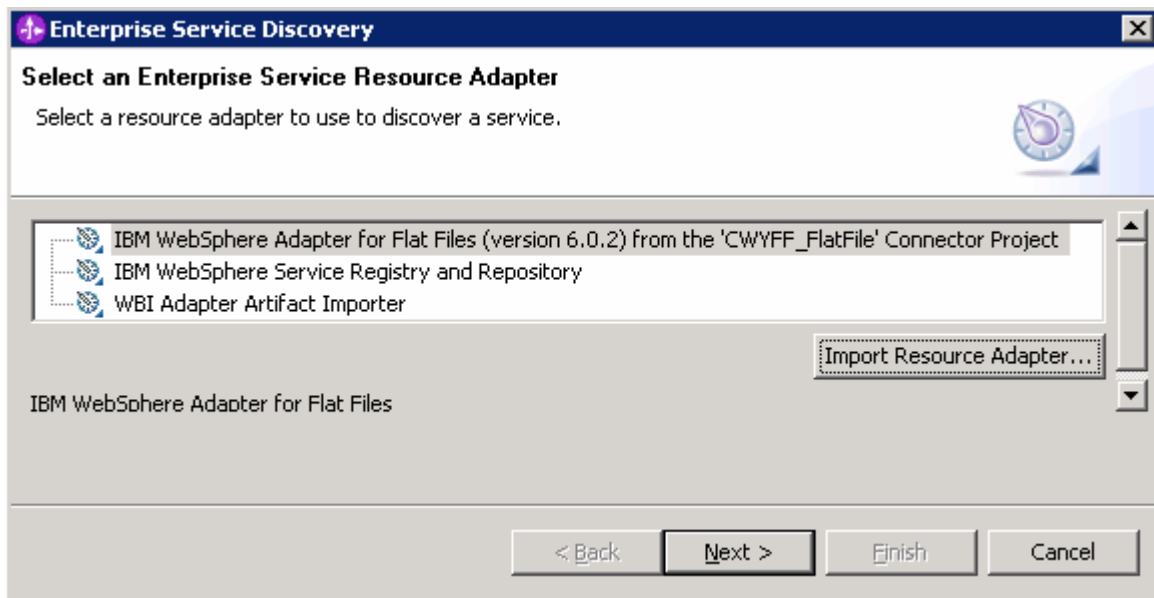 Enterprise Service Discovery
Select an Enterprise Service Resource Adapter
Select a resource adapter to use to discover a service.
IBM WebSphere Adapter for Flat Files (version 6.0.2) from the 'CWYFF_FlatFile' Connector Project
IBM WebSphere Service Registry and Repository
WBI Adapter Artifact Importer
Import Resource Adapter...
IBM WebSphere Adapter for Flat Files
< Back Next > Finish Cancel